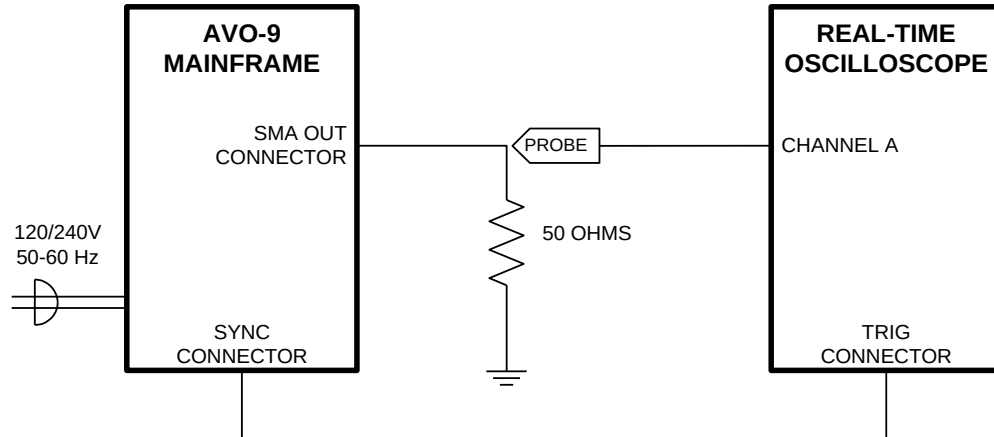 AVO-9
MAINFRAME
REAL-TIME
OSCILLOSCOPE
SMA OUT
CONNECTOR
PROBE
CHANNEL A
50 OHMS
120/240V
50-60 Hz
SYNC
CONNECTOR
TRIG
CONNECTOR